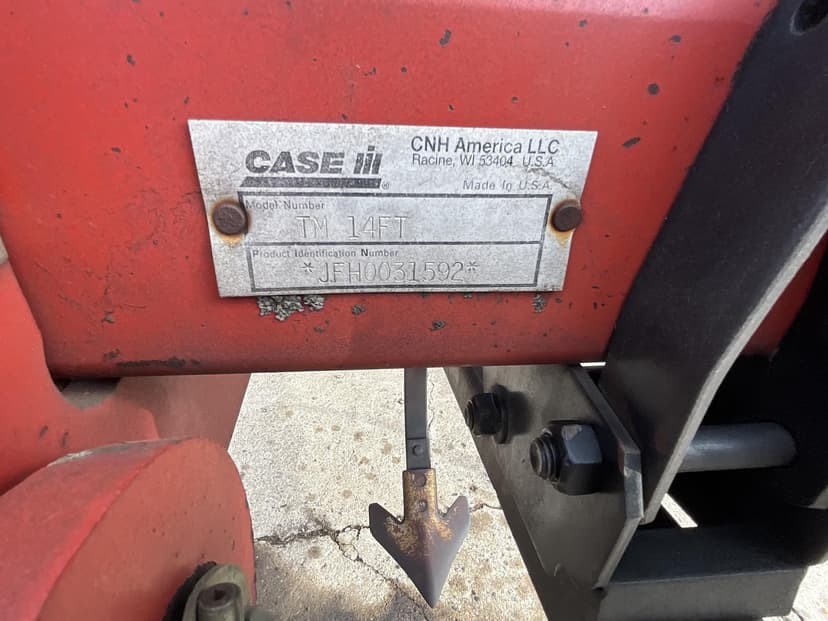 CASE IH
CNH America LLC
Racine, WI 53404 U.S.A
Made in U.S.A.
Model Number
TM 14FT
Product Identification Number
*JFH0031592*